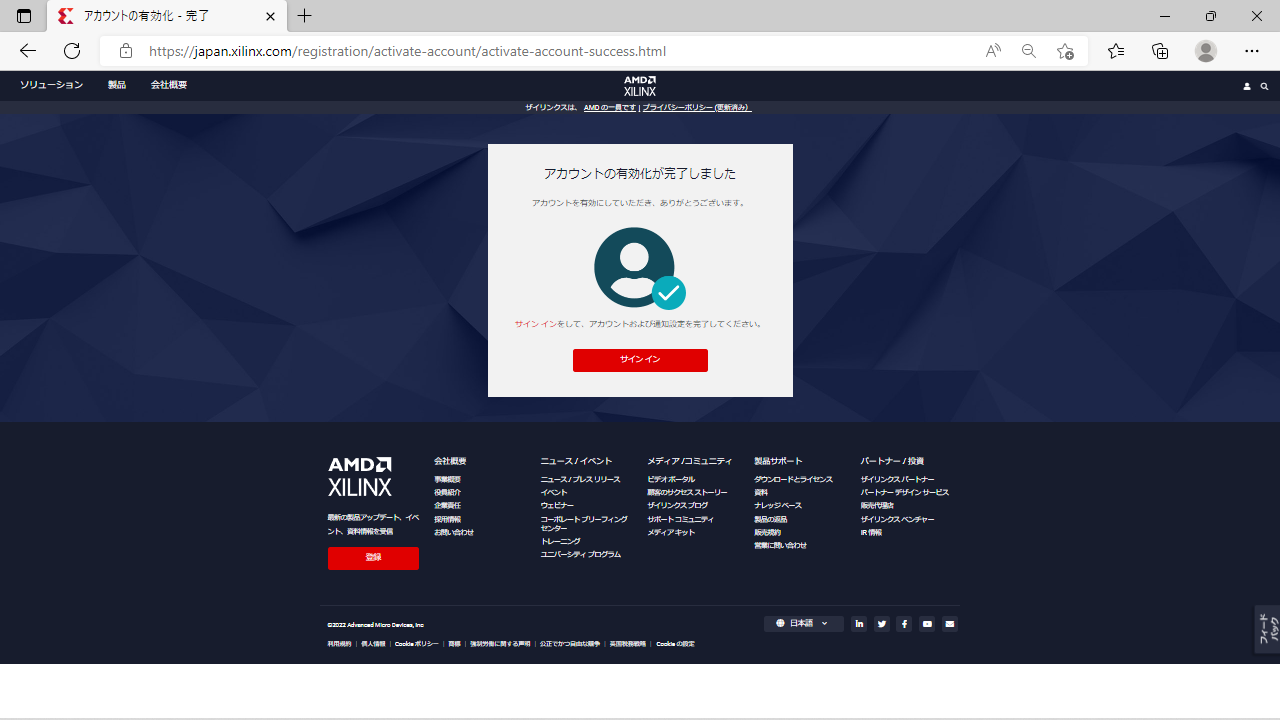 アカウントの有効化 - 完了
https://japan.xilinx.com/registration/activate-account/activate-account-success.html
ソリューション 製品 会社概要
AMD
XILINX
ザイリンクスは、 AMD の一員です | プライバシーポリシー (更新済み)
アカウントの有効化が完了しました
アカウントを有効にしていただき、ありがとうございます。
サイン インをして、アカウントおよび通知設定を完了してください。
サイン イン
AMD
XILINX
最新の製品アップデート、イベ
ント、資料情報を受信
登録
会社概要
事業概要
役員紹介
企業責任
採用情報
お問い合わせ
ニュース / イベント
ニュース / プレス リリース
イベント
ウェビナー
コーポレート ブリーフィング
センター
トレーニング
ユニバーシティ プログラム
メディア /コミュニティ
ビデオ ポータル
顧客のサクセス ストーリー
ザイリンクス ブログ
サポート コミュニティ
メディア キット
製品サポート
ダウンロードとライセンス
資料
ナレッジ ベース
製品の返品
販売規約
営業に問い合わせ
パートナー / 投資
ザイリンクス パートナー
パートナー デザイン サービス
販売代理店
ザイリンクス ベンチャー
IR 情報
フィード
バック
©2022 Advanced Micro Devices, Inc
日本語
利用規約 | 個人情報 | Cookie ポリシー | 商標 | 強制労働に関する声明 | 公正でかつ自由な競争 | 英国税務戦略 | Cookie の設定